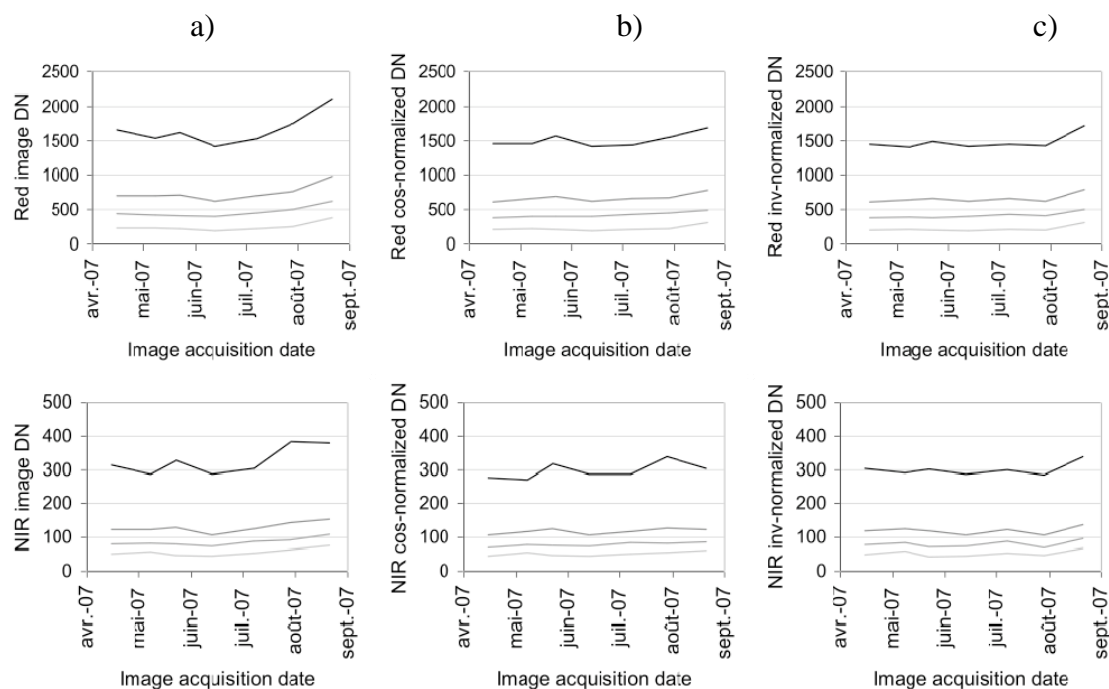 a)
b)
c)
Red image DN
2500
2000
1500
1000
500
0
avr.-07
mai-07
juin-07
juil.-07
août-07
sept.-07
Image acquisition date
Red cos-normalized DN
2500
2000
1500
1000
500
0
avr.-07
mai-07
juin-07
juil.-07
août-07
sept.-07
Image acquisition date
Red inv-normalized DN
2500
2000
1500
1000
500
0
avr.-07
mai-07
juin-07
juil.-07
août-07
sept.-07
Image acquisition date
NIR image DN
500
400
300
200
100
0
avr.-07
mai-07
juin-07
juil.-07
août-07
sept.-07
Image acquisition date
NIR cos-normalized DN
500
400
300
200
100
0
avr.-07
mai-07
juin-07
juil.-07
août-07
sept.-07
Image acquisition date
NIR inv-normalized DN
500
400
300
200
100
0
avr.-07
mai-07
juin-07
juil.-07
août-07
sept.-07
Image acquisition date